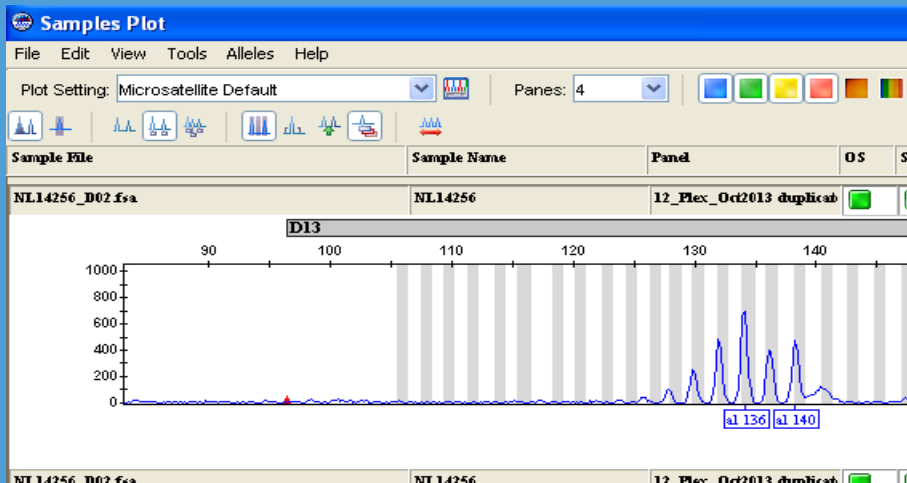 Samples Plot
File Edit View Tools Alleles Help
Plot Setting: Microsatellite Default Panes: 4
Sample File Sample Name Panel OS S
NL14256_D02.fsa NL14256 12_Plex_Oct2013 duplicat
D13
90 100 110 120 130 140
1000
800
600
400
200
0
al 136 al 140
NL14256_D02.fsa NL14256 12_Plex_Oct2013 duplicat